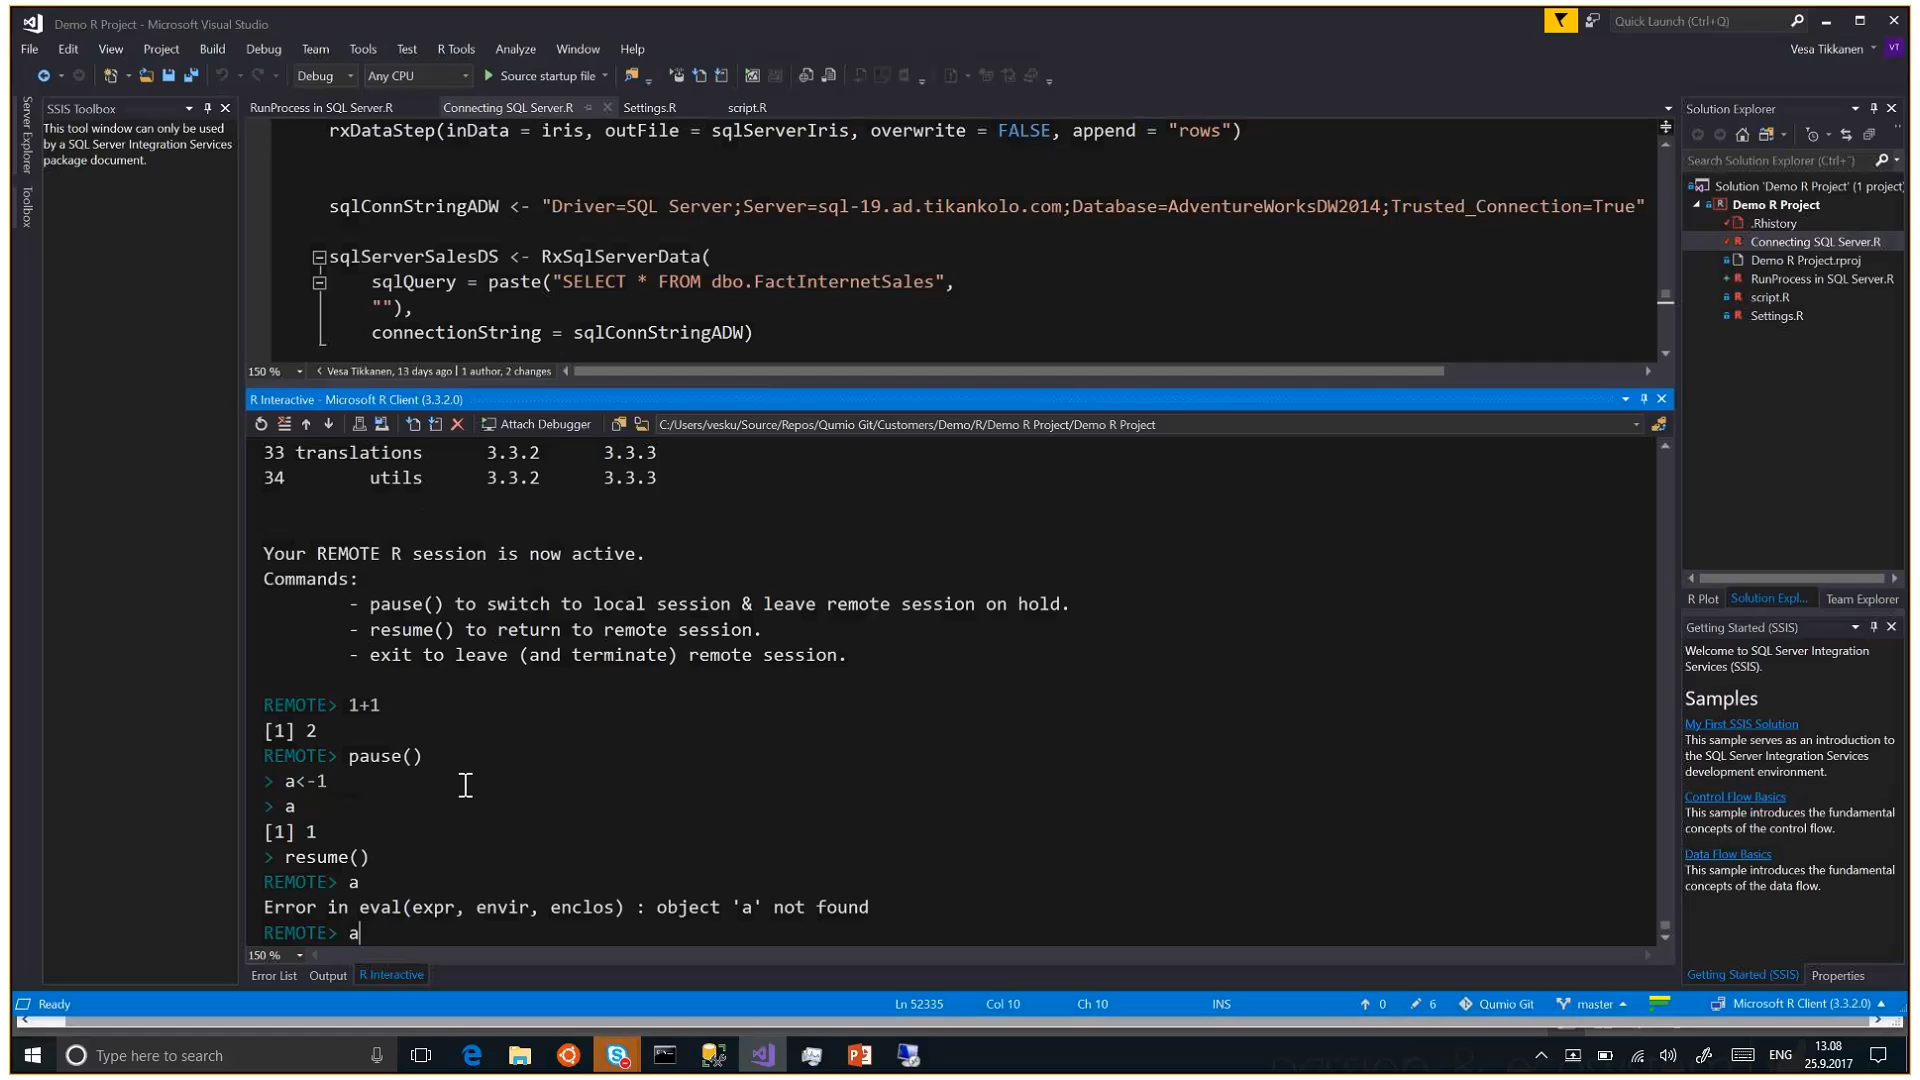 Demo R Project - Microsoft Visual Studio
Quick Launch (Ctrl+Q)
File Edit View Project Build Debug Team Tools Test R Tools Analyze Window Help
Vesa Tikkanen VT
Debug Any CPU Source startup file
Server Explorer
Toolbox
SSIS Toolbox
This tool window can only be used
by a SQL Server Integration Services
package document.
RunProcess in SQL Server.R Connecting SQL Server.R Settings.R script.R
rxDataStep(inData = iris, outFile = sqlServerIris, overwrite = FALSE, append = "rows")
sqlConnStringADW <- "Driver=SQL Server;Server=sql-19.ad.tikankolo.com;Database=AdventureWorksDW2014;Trusted_Connection=True"
sqlServerSalesDS <- RxSqlServerData(
sqlQuery = paste("SELECT * FROM dbo.FactInternetSales",
""),
connectionString = sqlConnStringADW)
150 % < Vesa Tikkanen, 13 days ago | 1 author, 2 changes
R Interactive - Microsoft R Client (3.3.2.0)
Attach Debugger C:/Users/vesku/Source/Repos/Qumio Git/Customers/Demo/R/Demo R Project/Demo R Project
33 translations 3.3.2 3.3.3
34 utils 3.3.2 3.3.3
Your REMOTE R session is now active.
Commands:
- pause() to switch to local session & leave remote session on hold.
- resume() to return to remote session.
- exit to leave (and terminate) remote session.
REMOTE> 1+1
[1] 2
REMOTE> pause()
> a<-1
> a
[1] 1
> resume()
REMOTE> a
Error in eval(expr, envir, enclos) : object 'a' not found
REMOTE> a
150 %
Error List Output R Interactive
Solution Explorer
Search Solution Explorer (Ctrl+¨)
Solution 'Demo R Project' (1 project)
Demo R Project
.Rhistory
Connecting SQL Server.R
Demo R Project.rproj
RunProcess in SQL Server.R
script.R
Settings.R
R Plot Solution Expl... Team Explorer
Getting Started (SSIS)
Welcome to SQL Server Integration
Services (SSIS).
Samples
My First SSIS Solution
This sample serves as an introduction to
the SQL Server Integration Services
development environment.
Control Flow Basics
This sample introduces the fundamental
concepts of the control flow.
Data Flow Basics
This sample introduces the fundamental
concepts of the data flow.
Getting Started (SSIS) Properties
Ready Ln 52335 Col 10 Ch 10 INS 0 6 Qumio Git master Microsoft R Client (3.3.2.0)
Type here to search
ENG
13.08
25.9.2017